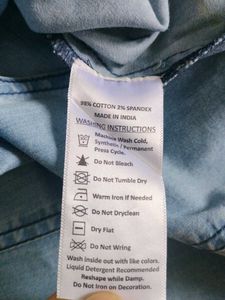 98% COTTON 2% SPANDEX
MADE IN INDIA
WASHING INSTRUCTIONS
Machine Wash Cold,
Synthetic / Permanent
Press Cycle.
Do Not Bleach
Do Not Tumble Dry
Warm Iron If Needed
Do Not Dryclean
Dry Flat
Do Not Wring
Wash inside out with like colors.
Liquid Detergent Recommended
Reshape while Damp.
Do Not Iron on Decoration.